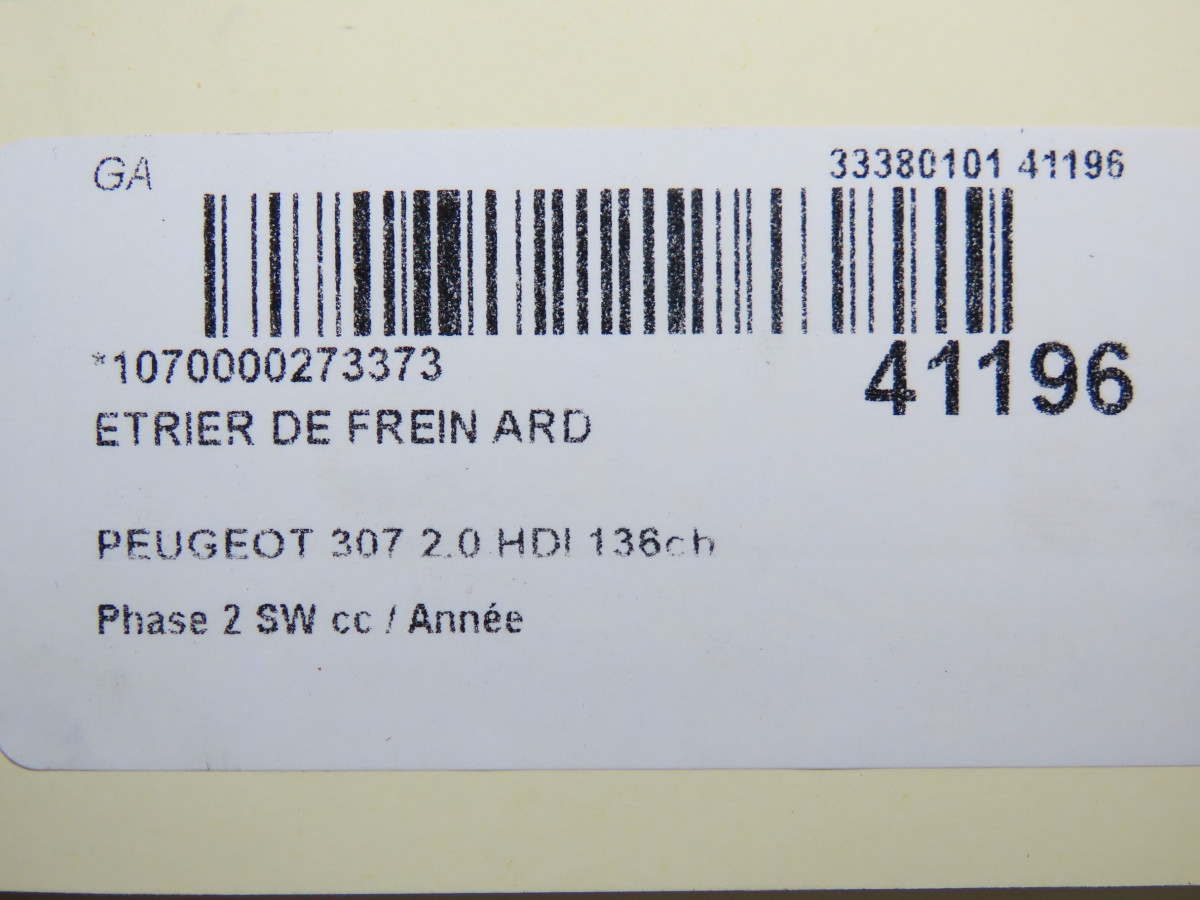 GA
33380101 41196
*1070000273373
41196
ETRIER DE FREIN ARD
PEUGEOT 307 2.0 HDI 136ch
Phase 2 SW cc / Année